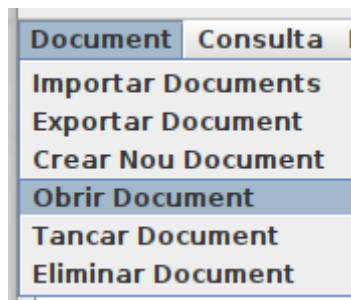 Document Consulta
Importar Documents
Exportar Document
Crear Nou Document
Obrir Document
Tancar Document
Eliminar Document